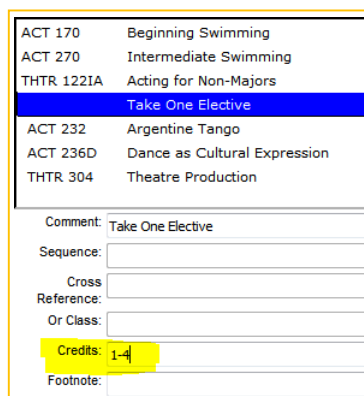 ACT 170 Beginning Swimming
ACT 270 Intermediate Swimming
THTR 122IA Acting for Non-Majors
Take One Elective
ACT 232 Argentine Tango
ACT 236D Dance as Cultural Expression
THTR 304 Theatre Production
Comment: Take One Elective
Sequence:
Cross
Reference:
Or Class:
Credits: 1-4
Footnote: